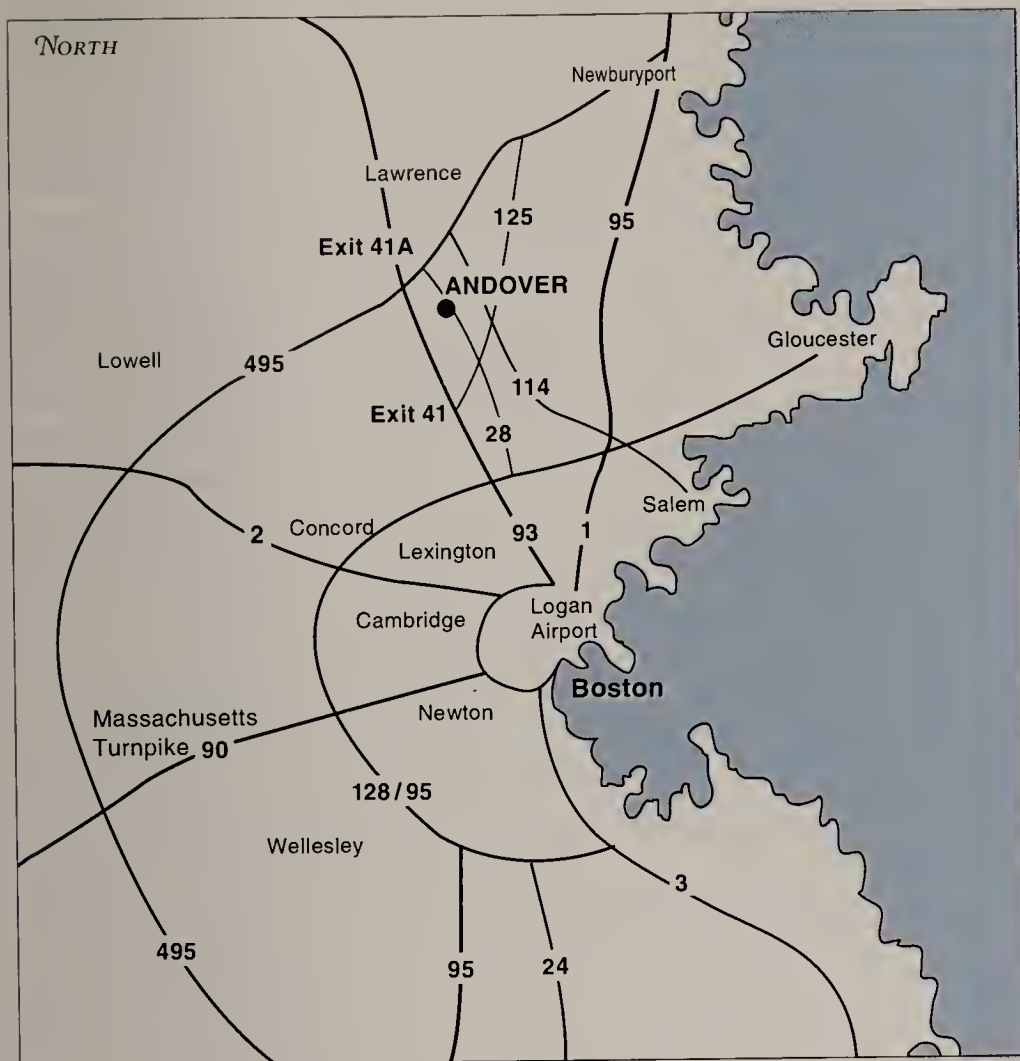 NORTH
Newburyport
Lawrence
125
95
Exit 41A
ANDOVER
Gloucester
Lowell
495
114
Exit 41
28
Salem
2
Concord
93
1
Lexington
Logan
Airport
Cambridge
Boston
Newton
Massachusetts
Turnpike 90
128/95
Wellesley
3
495
95
24